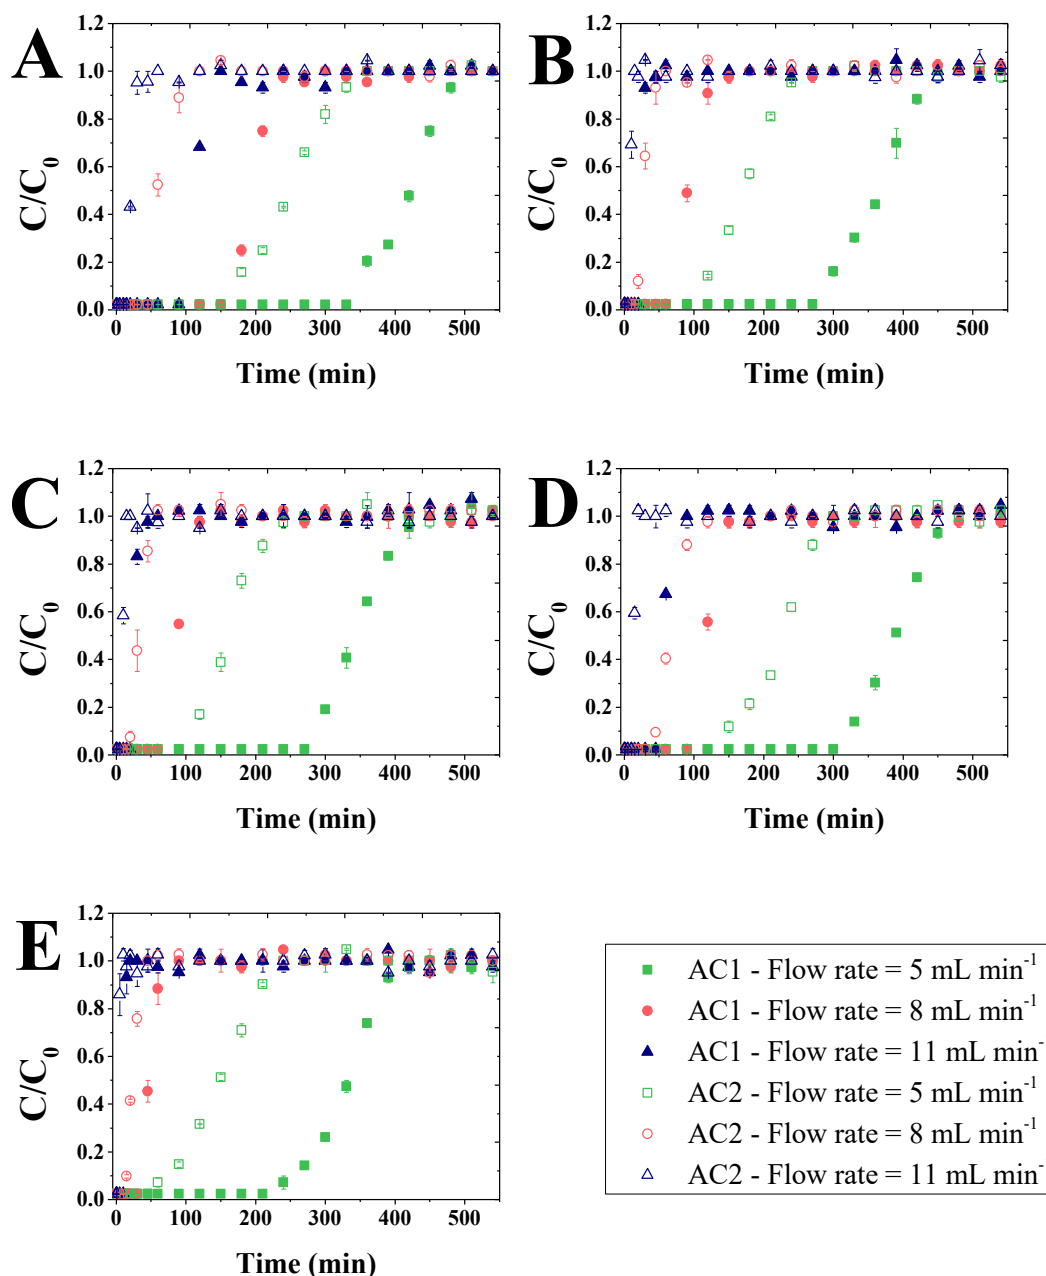 A
1.2
1.0
0.8
0.6
0.4
0.2
0.0
C/C0
0 100 200 300 400 500
Time (min)
B
1.2
1.0
0.8
0.6
0.4
0.2
0.0
C/C0
0 100 200 300 400 500
Time (min)
C
1.2
1.0
0.8
0.6
0.4
0.2
0.0
C/C0
0 100 200 300 400 500
Time (min)
D
1.2
1.0
0.8
0.6
0.4
0.2
0.0
C/C0
0 100 200 300 400 500
Time (min)
E
1.2
1.0
0.8
0.6
0.4
0.2
0.0
C/C0
0 100 200 300 400 500
Time (min)
AC1 - Flow rate = 5 mL min-1
AC1 - Flow rate = 8 mL min-1
AC1 - Flow rate = 11 mL min-
AC2 - Flow rate = 5 mL min-1
AC2 - Flow rate = 8 mL min-1
AC2 - Flow rate = 11 mL min-